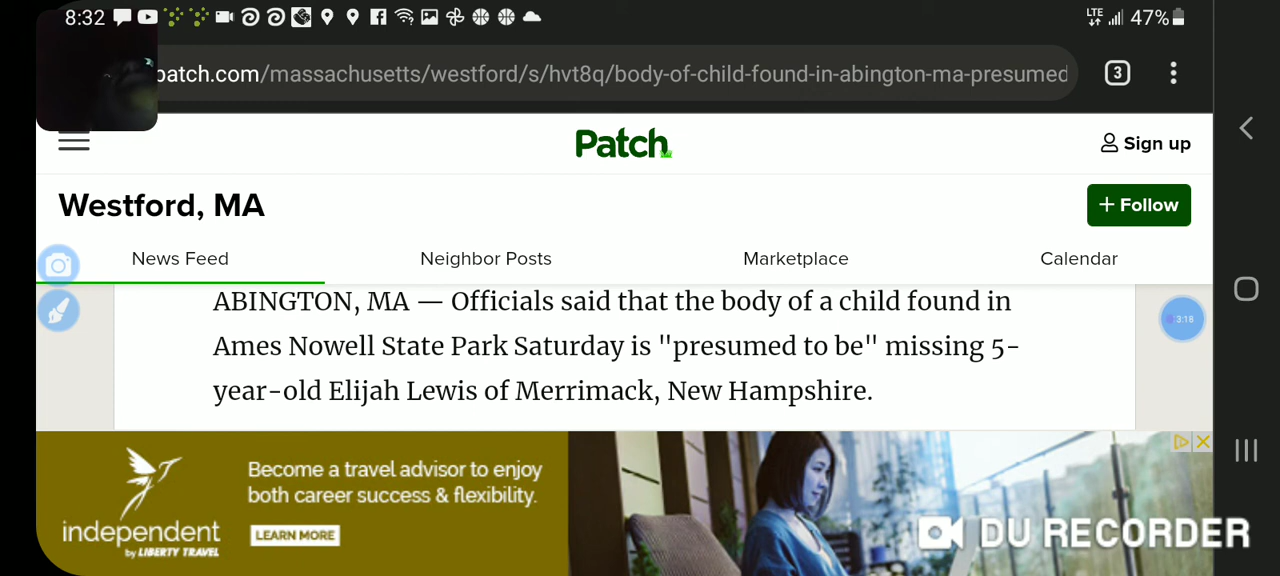 8:32
LTE
47%
patch.com/massachusetts/westford/s/hvt8q/body-of-child-found-in-abington-ma-presumed
3
Patch
Sign up
Westford, MA
+ Follow
News Feed
Neighbor Posts
Marketplace
Calendar
ABINGTON, MA — Officials said that the body of a child found in
Ames Nowell State Park Saturday is "presumed to be" missing 5-
year-old Elijah Lewis of Merrimack, New Hampshire.
3:18
Become a travel advisor to enjoy
both career success & flexibility.
LEARN MORE
independent
by LIBERTY TRAVEL
DU RECORDER